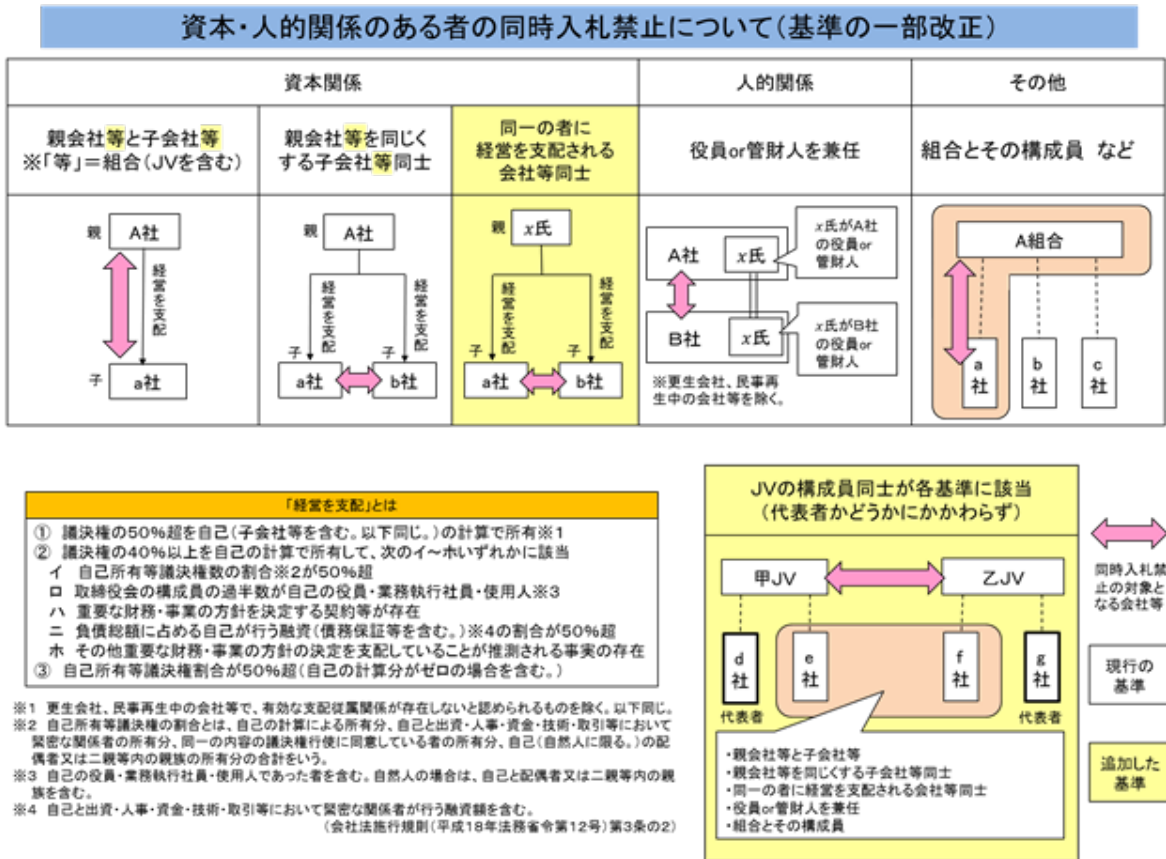 資本・人的関係のある者の同時入札禁止について(基準の一部改正)
資本関係
人的関係
その他
親会社等と子会社等
※「等」=組合(JVを含む)
親会社等を同じく
する子会社等同士
同一の者に
経営を支配される
会社等同士
役員or管財人を兼任
組合とその構成員 など
親
A社
経営を支配
子
a社
親
A社
経営を支配
経営を支配
子
子
a社
b社
親
x氏
経営を支配
経営を支配
子
子
a社
b社
A社
x氏
x氏がA社
の役員or
管財人
B社
x氏
x氏がB社
の役員or
管財人
※更生会社、民事再
生中の会社等を除く。
A組合
a社
b社
c社
「経営を支配」とは
① 議決権の50%超を自己(子会社等を含む。以下同じ。)の計算で所有※1
② 議決権の40%以上を自己の計算で所有して、次のイ~ホいずれかに該当
イ 自己所有等議決権数の割合※2が50%超
ロ 取締役会の構成員の過半数が自己の役員・業務執行社員・使用人※3
ハ 重要な財務・事業の方針を決定する契約等が存在
ニ 負債総額に占める自己が行う融資(債務保証等を含む。)※4の割合が50%超
ホ その他重要な財務・事業の方針の決定を支配していることが推測される事実の存在
③ 自己所有等議決権割合が50%超(自己の計算分がゼロの場合を含む。)
※1 更生会社、民事再生中の会社等で、有効な支配従属関係が存在しないと認められるものを除く。以下同じ。
※2 自己所有等議決権の割合とは、自己の計算による所有分、自己と出資・人事・資金・技術・取引等において
緊密な関係者の所有分、同一の内容の議決権行使に同意している者の所有分、自己(自然人に限る。)の配
偶者又は二親等内の親族の所有分の合計をいう。
※3 自己の役員・業務執行社員・使用人であった者を含む。自然人の場合は、自己と配偶者又は二親等内の親
族を含む。
※4 自己と出資・人事・資金・技術・取引等において緊密な関係者が行う融資額を含む。
(会社法施行規則(平成18年法務省令第12号)第3条の2)
JVの構成員同士が各基準に該当
(代表者かどうかにかかわらず)
甲JV
乙JV
d社
e社
f社
g社
代表者
代表者
・親会社等と子会社等
・親会社等を同じくする子会社等同士
・同一の者に経営を支配される会社等同士
・役員or管財人を兼任
・組合とその構成員
同時入札禁
止の対象と
なる会社等
現行の
基準
追加した
基準